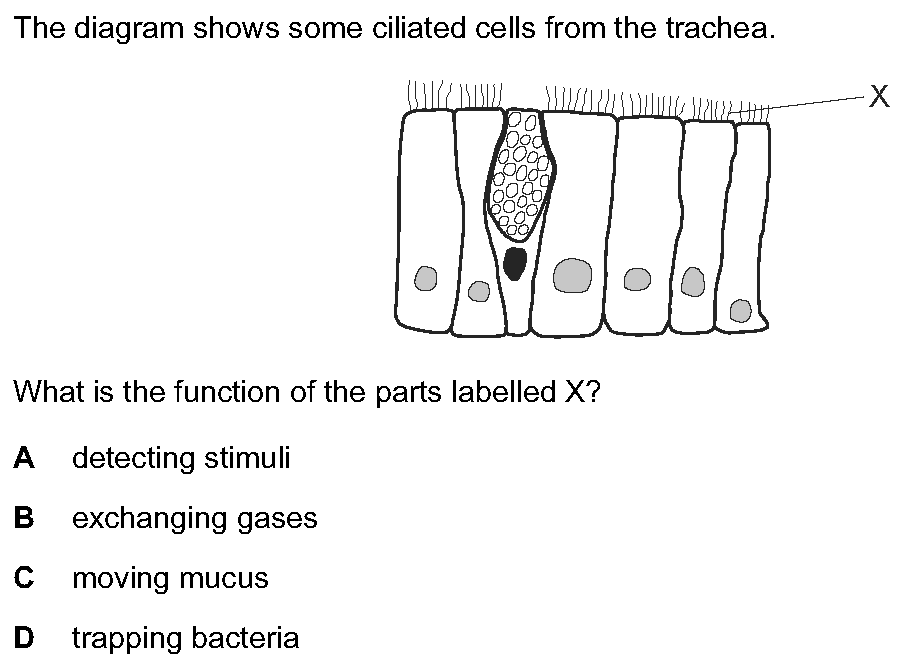 The diagram shows some ciliated cells from the trachea.
X
What is the function of the parts labelled X?
A detecting stimuli
B exchanging gases
C moving mucus
D trapping bacteria